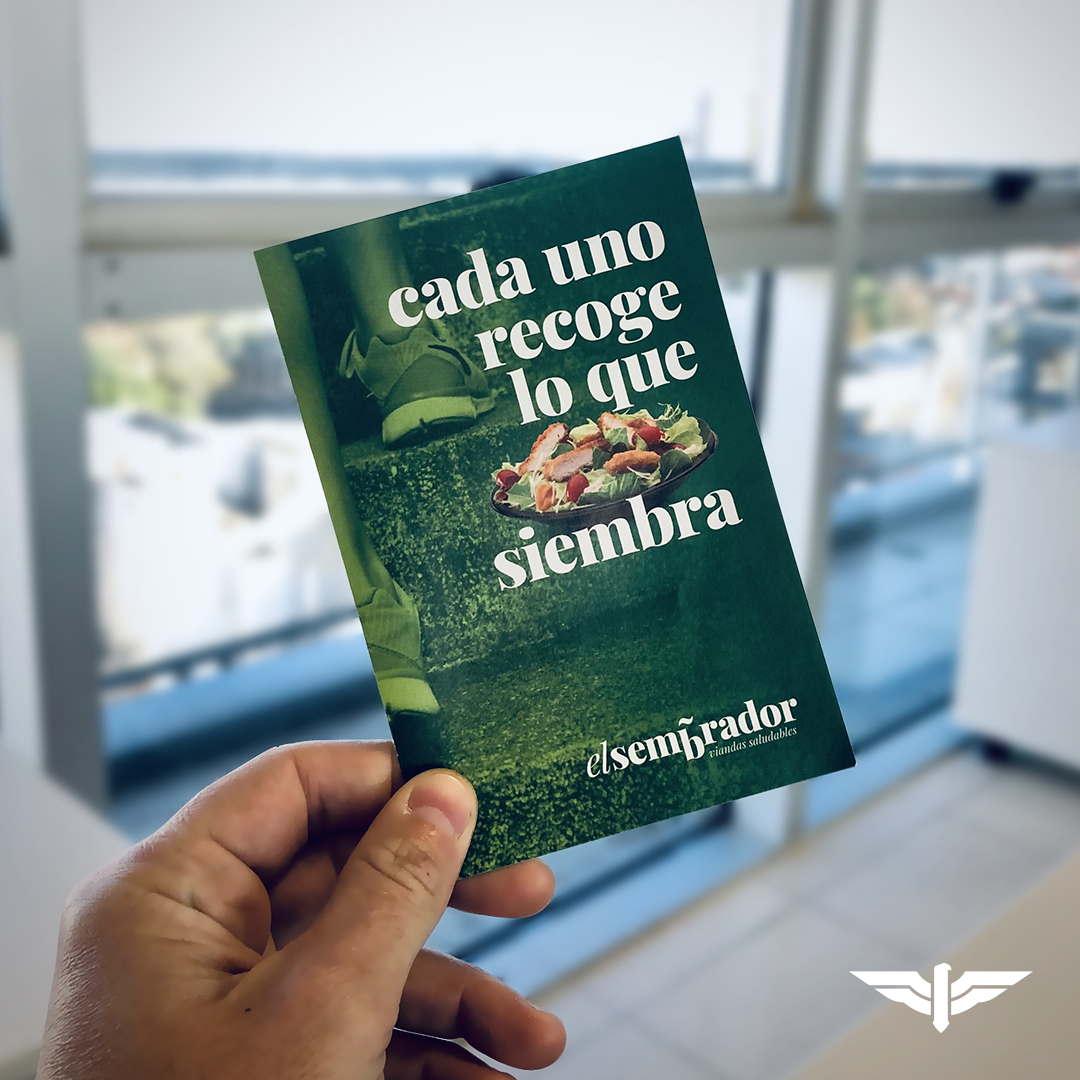 cada uno
recoge
lo que
siembra
elsembrador
viandas saludables